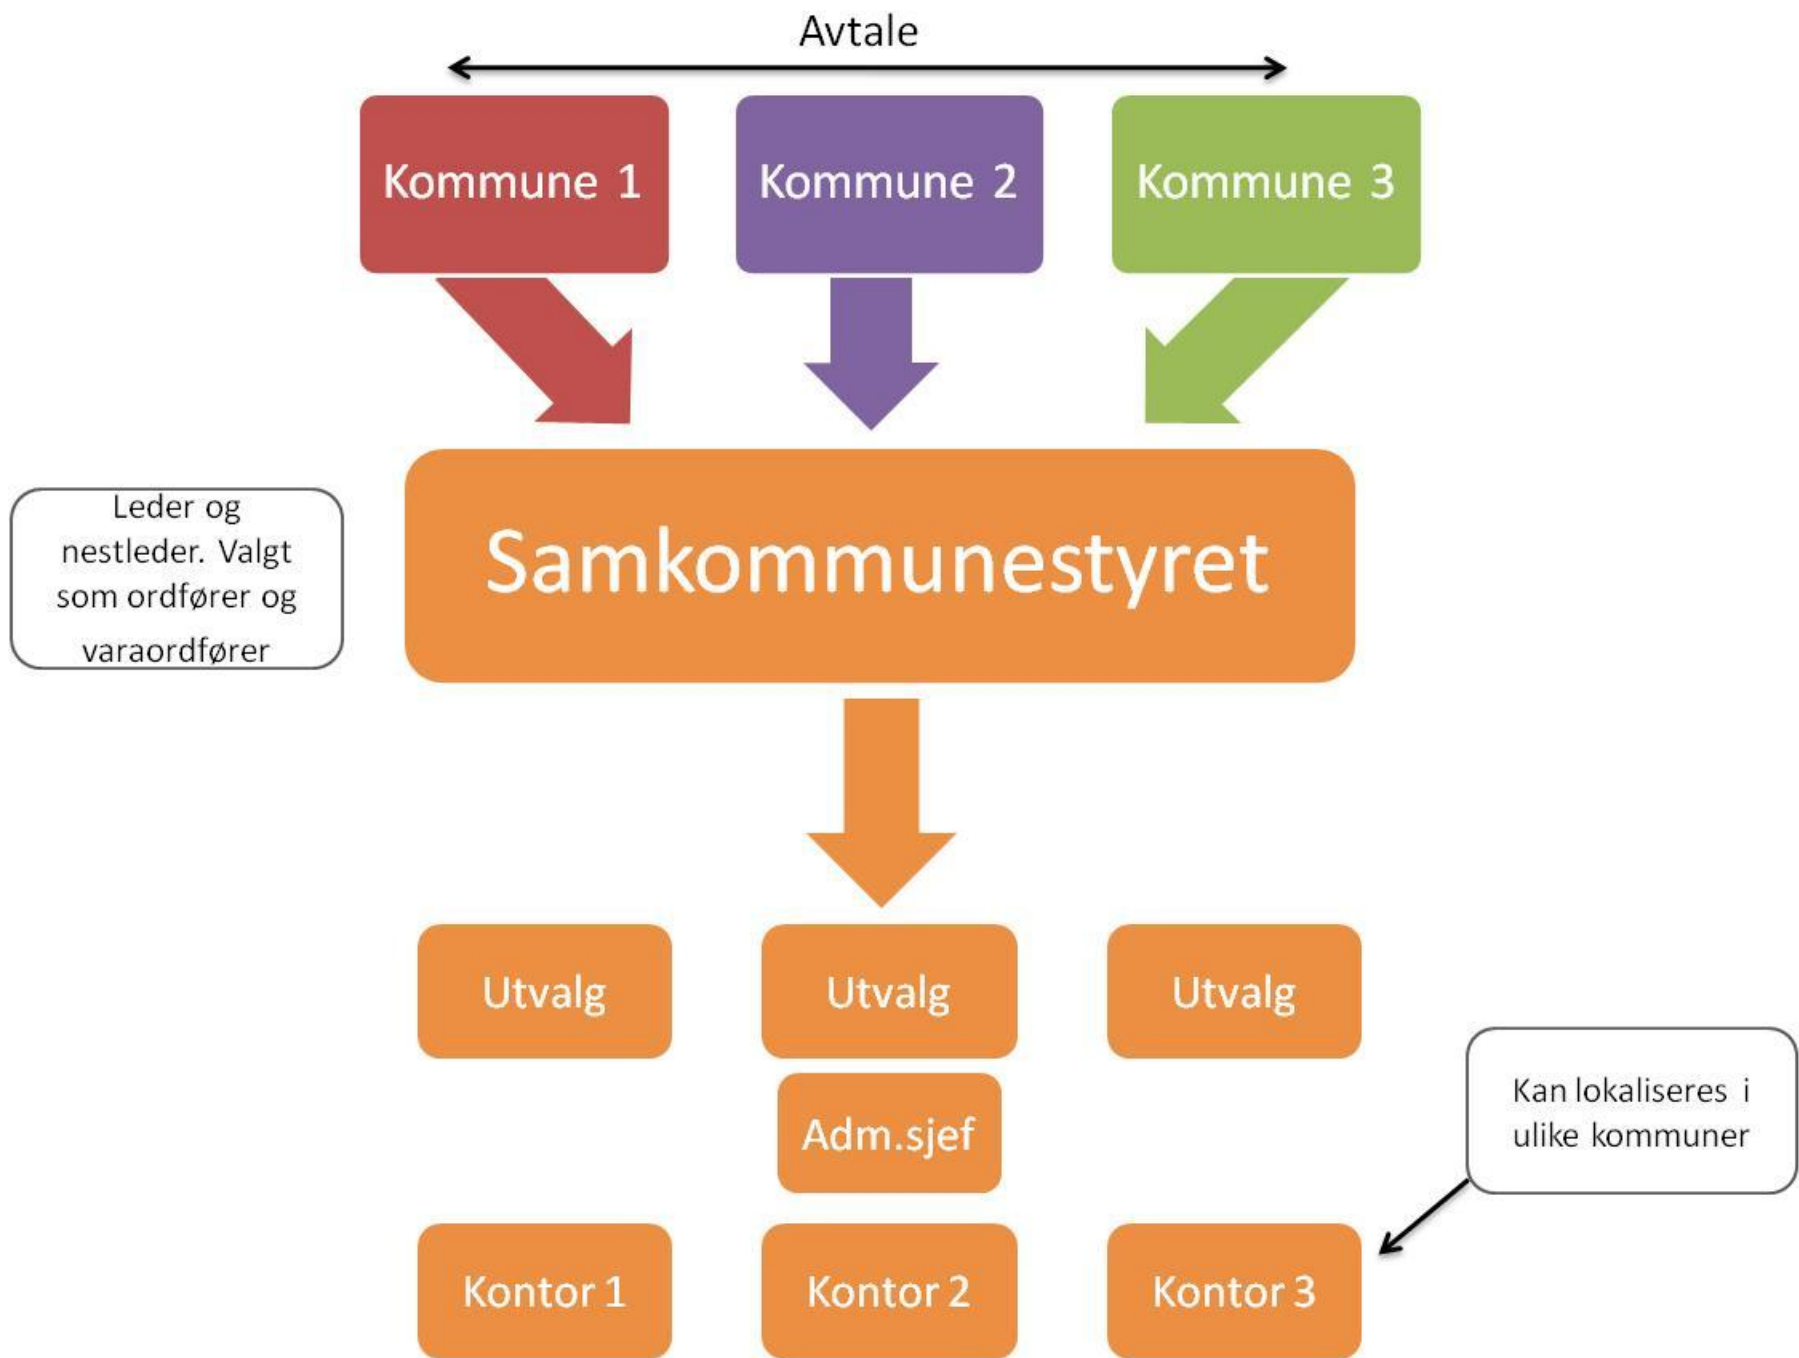 Avtale
Kommune 1
Kommune 2
Kommune 3
Leder og
nestleder. Valgt
som ordfører og
varaordfører
Samkommunestyret
Utvalg
Utvalg
Utvalg
Adm.sjef
Kan lokaliseres i
ulike kommuner
Kontor 1
Kontor 2
Kontor 3